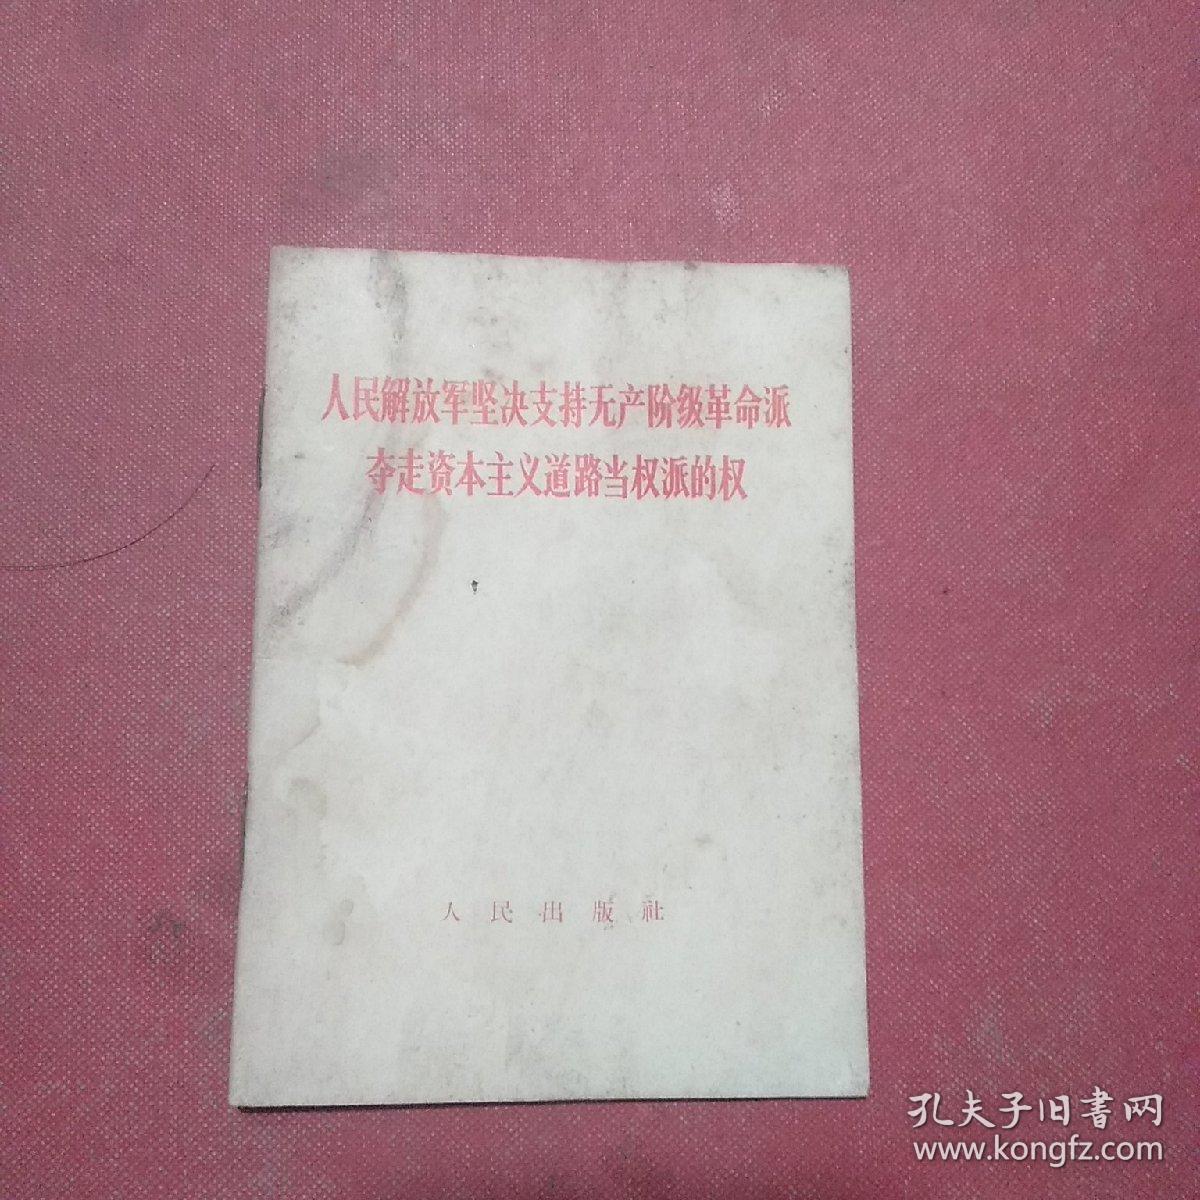 人民解放军坚决支持无产阶级革命派
夺走资本主义道路当权派的权
人民出版社
孔夫子旧書网
www.kongfz.com